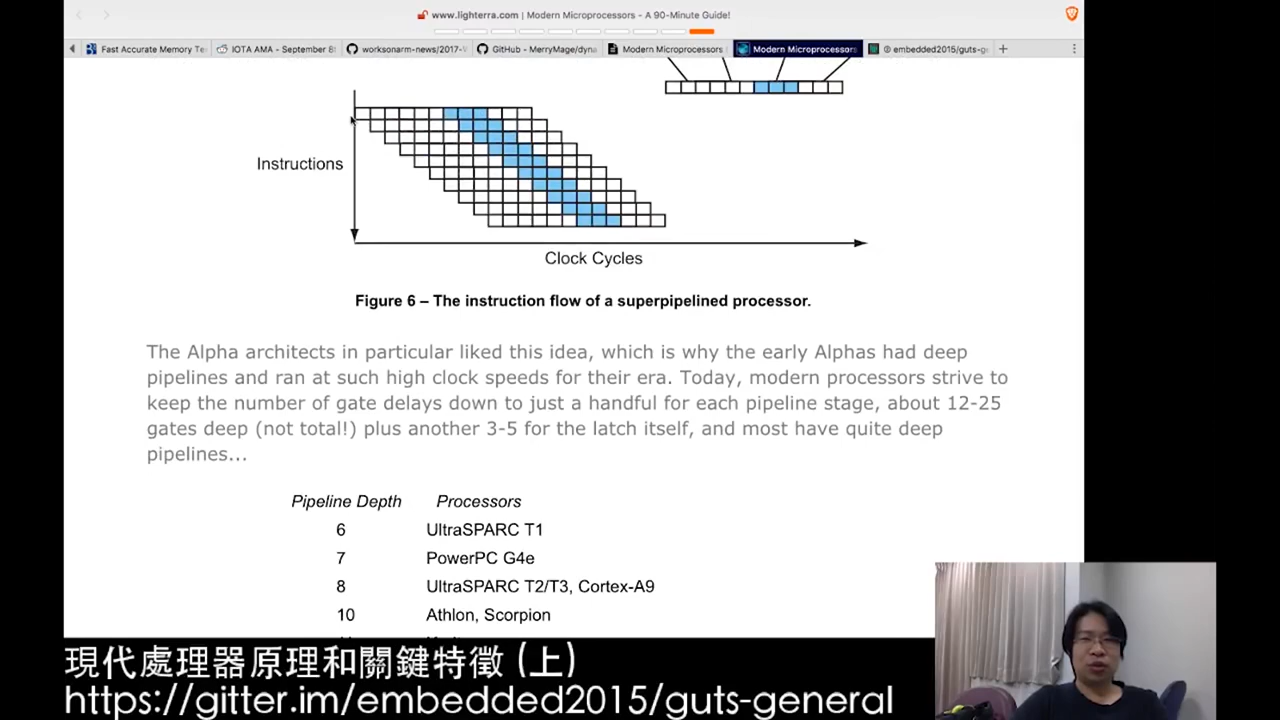 www.lighterra.com | Modern Microprocessors - A 90-Minute Guide!
Fast Accurate Memory Te
IOTA AMA - September 8
worksonarm-news/2017-
GitHub - MerryMage/dyna
Modern Microprocessors
Modern Microprocessors
embedded2015/guts-g
Instructions
Clock Cycles
Figure 6 – The instruction flow of a superpipelined processor.
The Alpha architects in particular liked this idea, which is why the early Alphas had deep
pipelines and ran at such high clock speeds for their era. Today, modern processors strive to
keep the number of gate delays down to just a handful for each pipeline stage, about 12-25
gates deep (not total!) plus another 3-5 for the latch itself, and most have quite deep
pipelines...
Pipeline Depth Processors
6 UltraSPARC T1
7 PowerPC G4e
8 UltraSPARC T2/T3, Cortex-A9
10 Athlon, Scorpion
現代處理器原理和關鍵特徵 (上)
https://gitter.im/embedded2015/guts-general